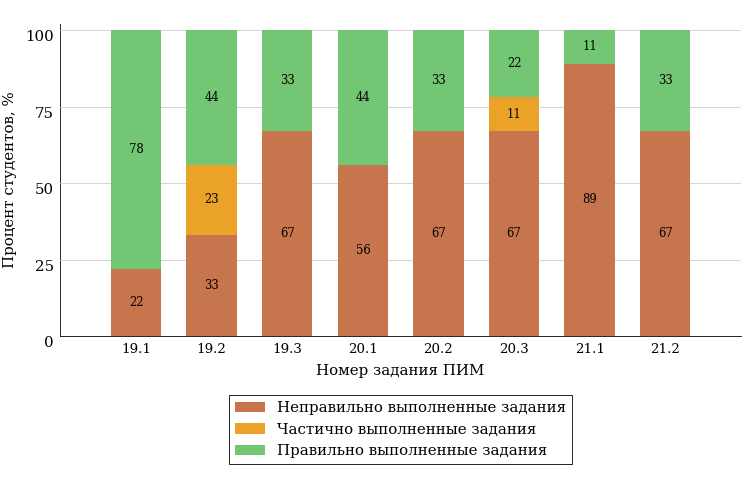 Процент студентов, %
100
75
50
25
0
78 44 33 44 33 22 11 33
23 11
22 33 67 56 67 67 89 67
19.1 19.2 19.3 20.1 20.2 20.3 21.1 21.2
Номер задания ПИМ
Неправильно выполненные задания
Частично выполненные задания
Правильно выполненные задания